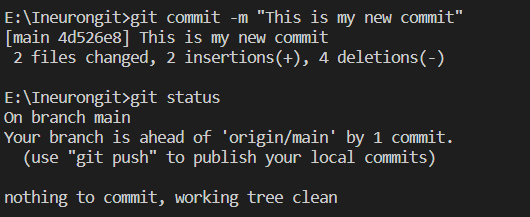 E:\Ineurongit>git commit -m "This is my new commit"
[main 4d526e8] This is my new commit
 2 files changed, 2 insertions(+), 4 deletions(-)
E:\Ineurongit>git status
On branch main
Your branch is ahead of 'origin/main' by 1 commit.
  (use "git push" to publish your local commits)
nothing to commit, working tree clean